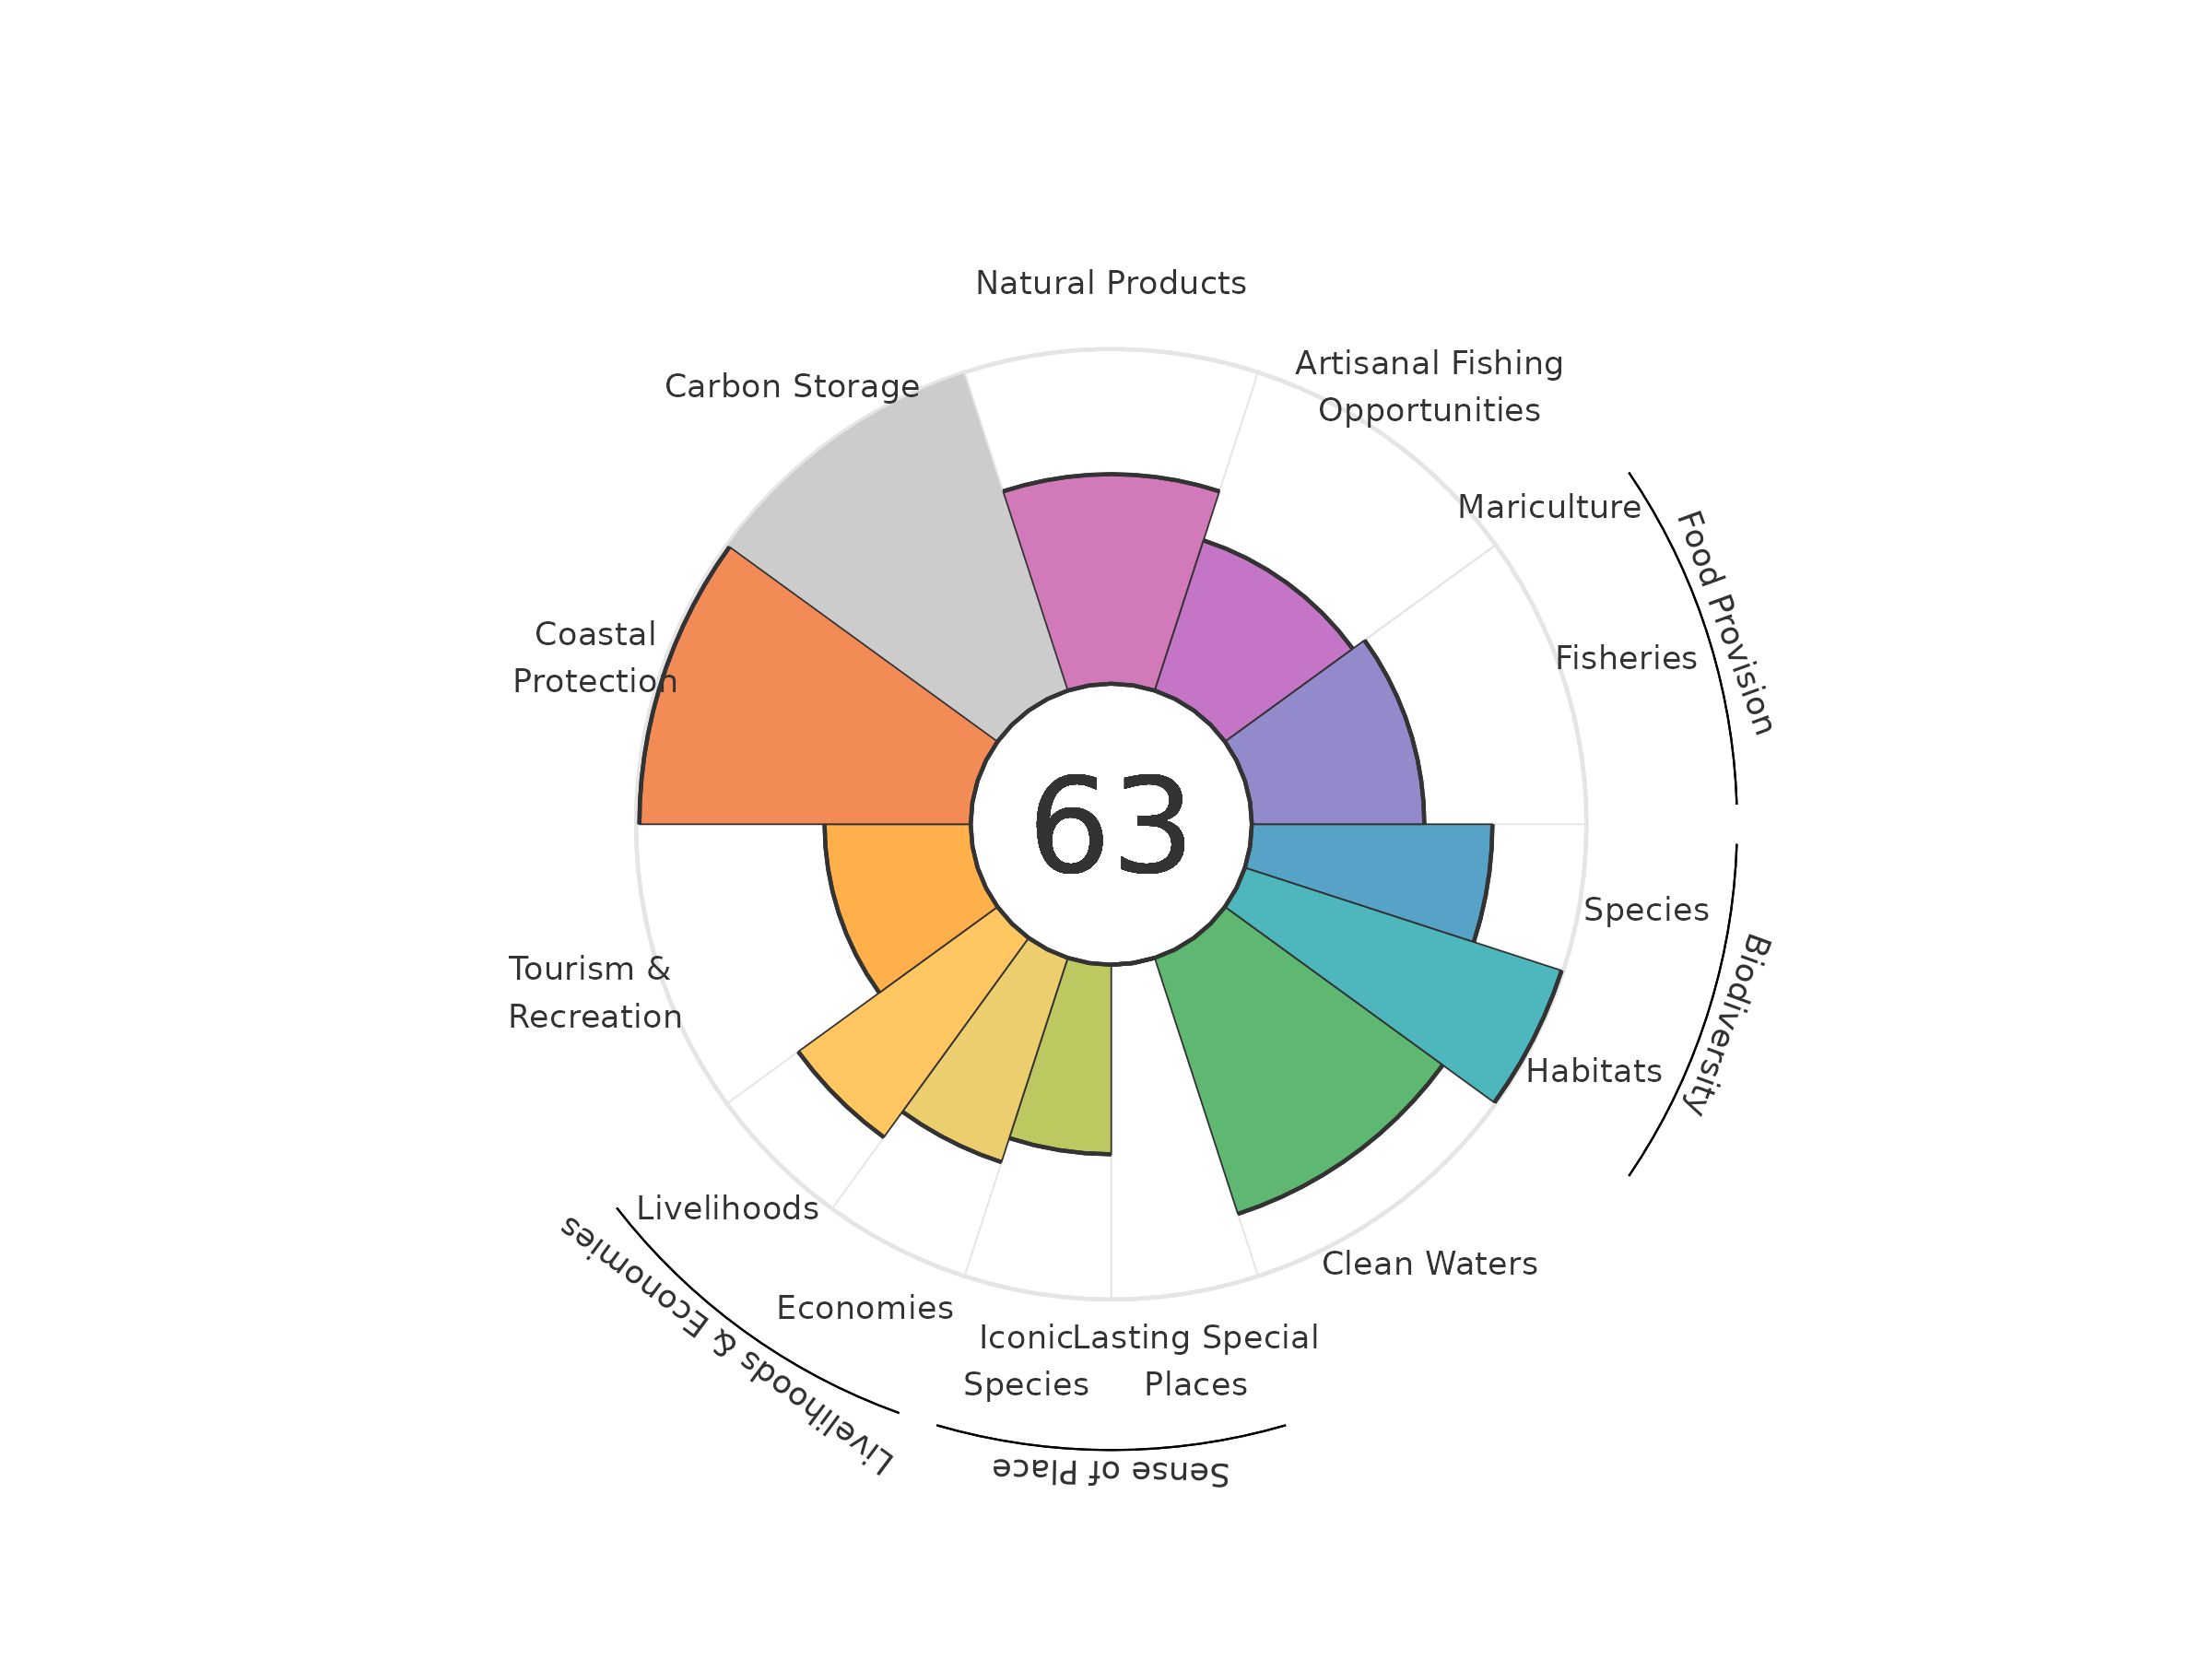 Natural Products
Carbon Storage
Artisanal Fishing
Opportunities
Mariculture
Food Provision
Fisheries
Coastal
Protection
63
Species
Biodiversity
Habitats
Tourism &
Recreation
Livelihoods
Clean Waters
Economies
Livelihoods & Economies
Iconic
Species
Lasting Special
Places
Sense of Place